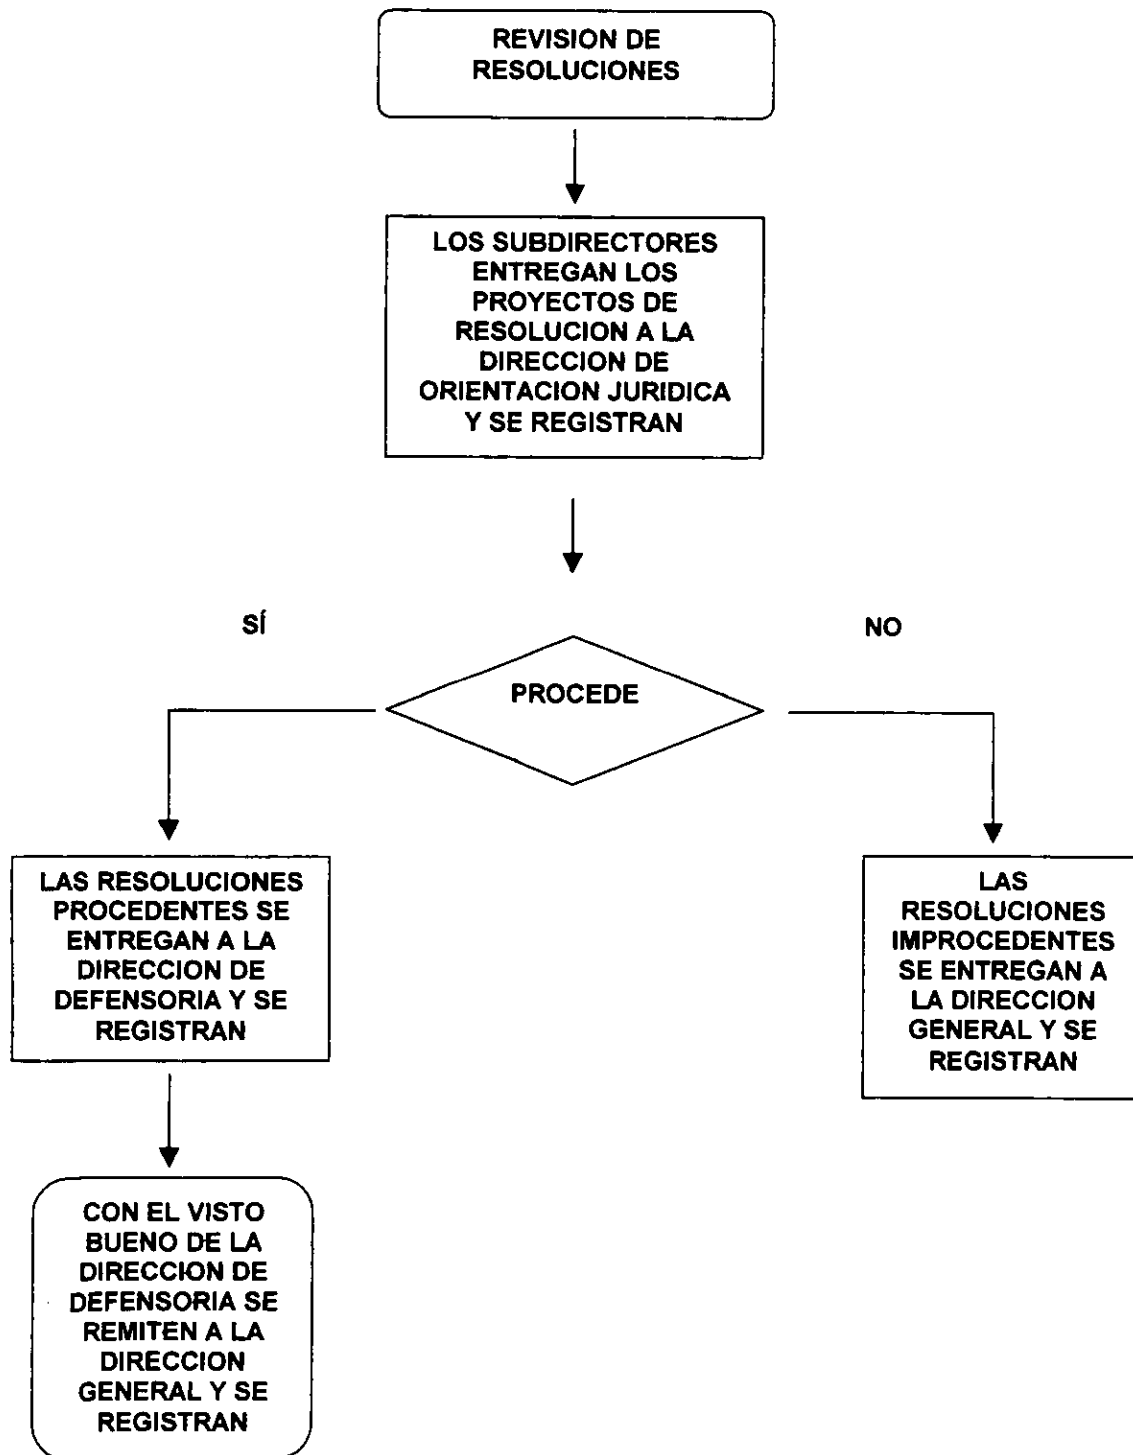 REVISION DE
RESOLUCIONES
LOS SUBDIRECTORES
ENTREGAN LOS
PROYECTOS DE
RESOLUCION A LA
DIRECCION DE
ORIENTACION JURIDICA
Y SE REGISTRAN
SÍ
NO
PROCEDE
LAS RESOLUCIONES
PROCEDENTES SE
ENTREGAN A LA
DIRECCION DE
DEFENSORIA Y SE
REGISTRAN
LAS
RESOLUCIONES
IMPROCEDENTES
SE ENTREGAN A
LA DIRECCION
GENERAL Y SE
REGISTRAN
CON EL VISTO
BUENO DE LA
DIRECCION DE
DEFENSORIA SE
REMITEN A LA
DIRECCION
GENERAL Y SE
REGISTRAN